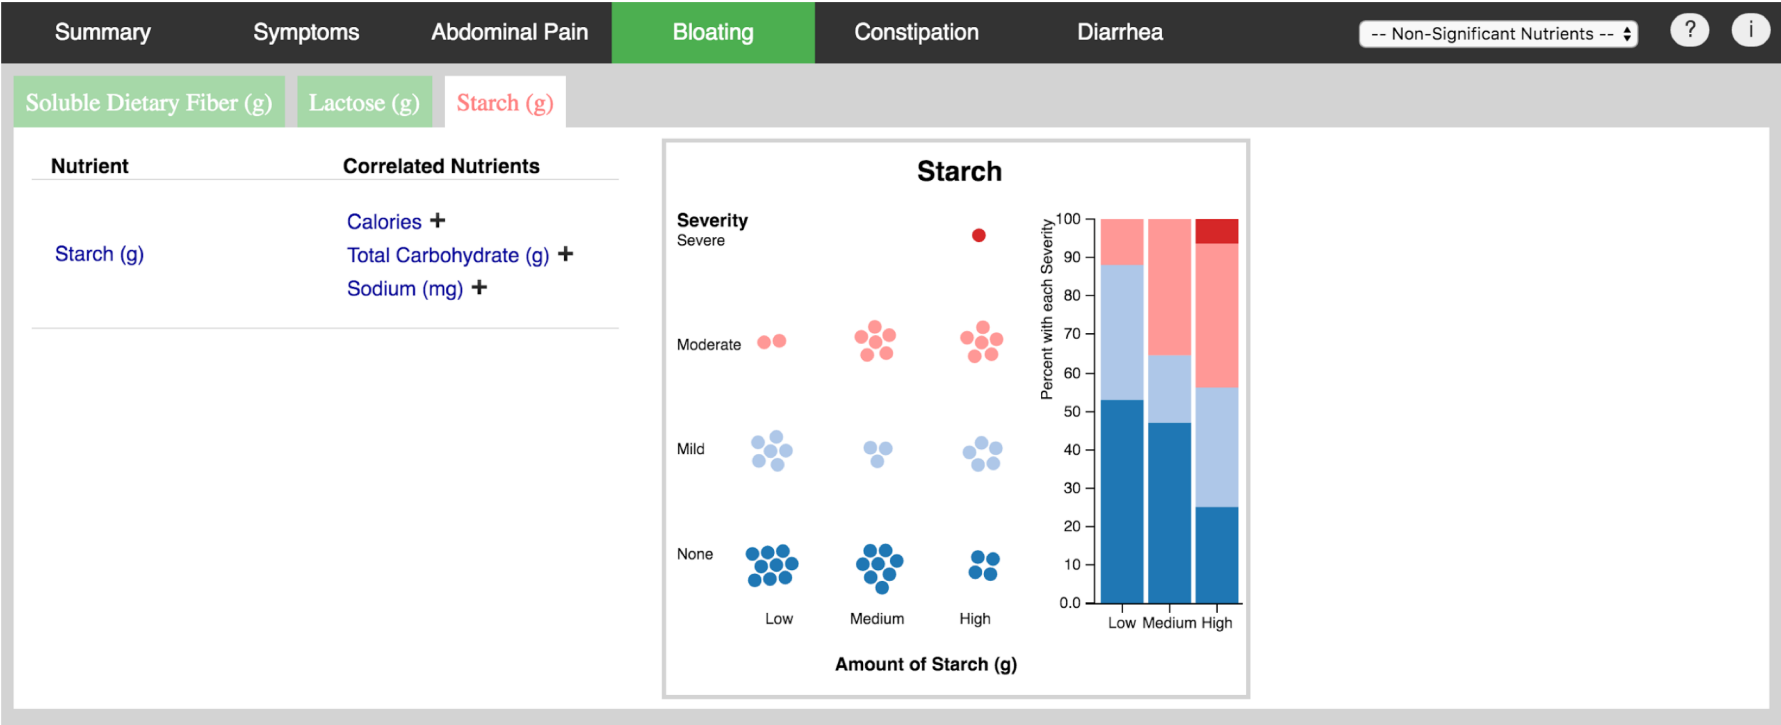 Summary Symptoms Abdominal Pain Bloating Constipation Diarrhea -- Non-Significant Nutrients -- ? i
Soluble Dietary Fiber (g) Lactose (g) Starch (g)
Nutrient Correlated Nutrients
Starch (g)
Calories +
Total Carbohydrate (g) +
Sodium (mg) +
Starch
Severity
Severe
Moderate
Mild
None
Low Medium High
Amount of Starch (g)
Percent with each Severity
100
90
80
70
60
50
40
30
20
10
0.0
Low Medium High